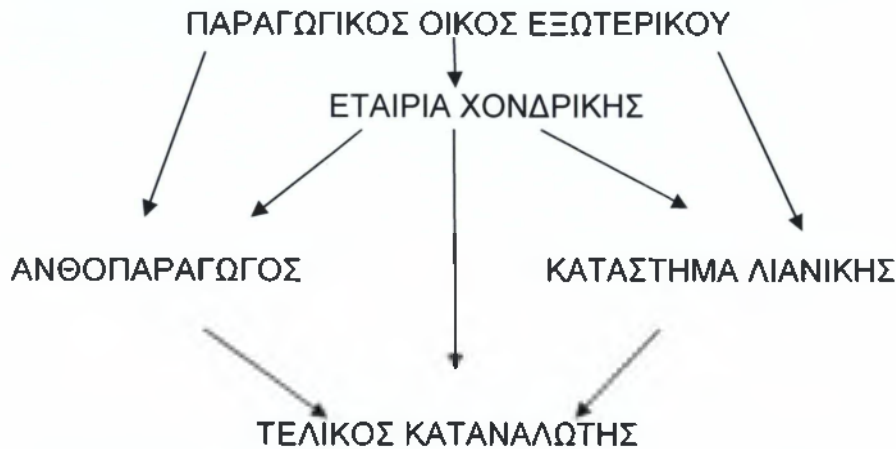 ΠΑΡΑΓΩΓΙΚΟΣ ΟΙΚΟΣ ΕΞΩΤΕΡΙΚΟΥ
ΕΤΑΙΡΙΑ ΧΟΝΔΡΙΚΗΣ
ΑΝΘΟΠΑΡΑΓΩΓΟΣ ΚΑΤΑΣΤΗΜΑ ΛΙΑΝΙΚΗΣ
ΤΕΛΙΚΟΣ ΚΑΤΑΝΑΛΩΤΗΣ